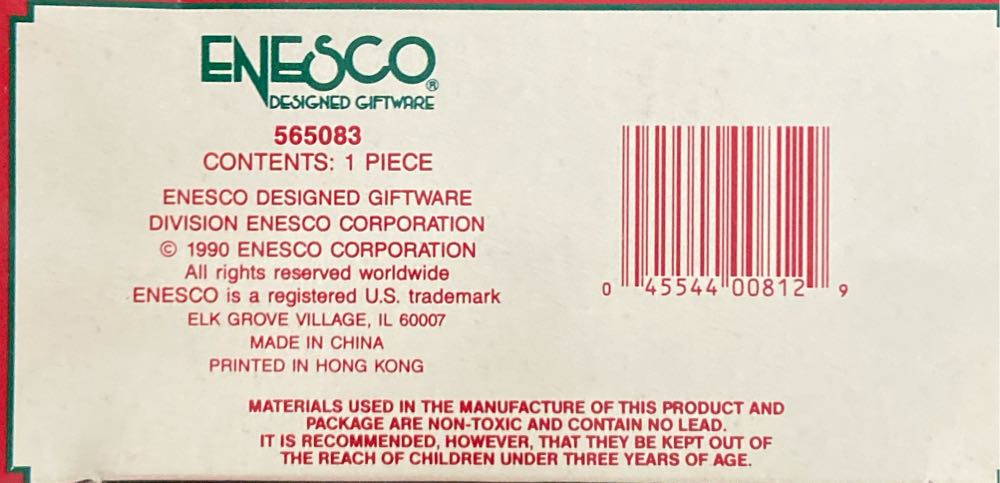 ENESCO®
DESIGNED GIFTWARE
565083
CONTENTS: 1 PIECE
ENESCO DESIGNED GIFTWARE
DIVISION ENESCO CORPORATION
© 1990 ENESCO CORPORATION
All rights reserved worldwide
ENESCO is a registered U.S. trademark
ELK GROVE VILLAGE, IL 60007
MADE IN CHINA
PRINTED IN HONG KONG
0 45544 00812 9
MATERIALS USED IN THE MANUFACTURE OF THIS PRODUCT AND
PACKAGE ARE NON-TOXIC AND CONTAIN NO LEAD.
IT IS RECOMMENDED, HOWEVER, THAT THEY BE KEPT OUT OF
THE REACH OF CHILDREN UNDER THREE YEARS OF AGE.